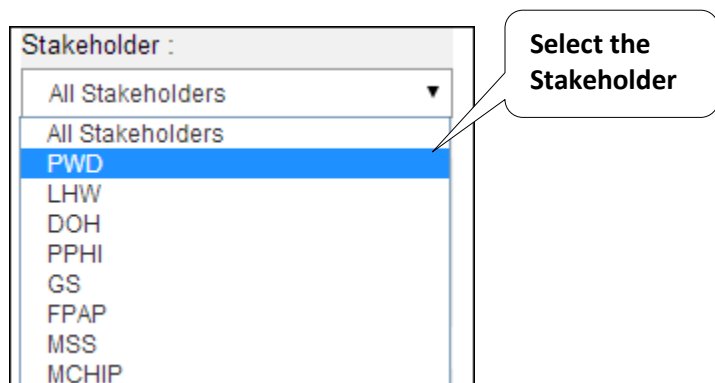 Stakeholder :
All Stakeholders
All Stakeholders
PWD
LHW
DOH
PPHI
GS
FPAP
MSS
MCHIP
Select the
Stakeholder